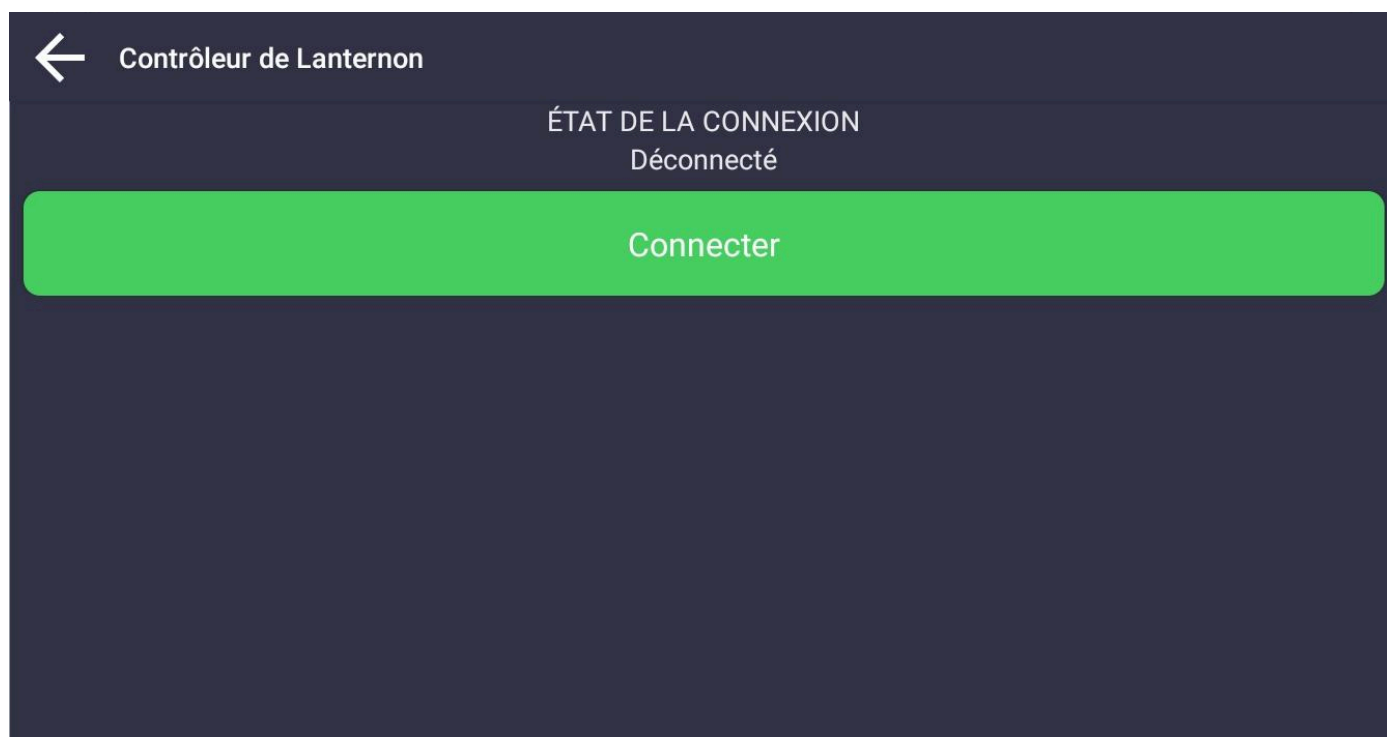 Contrôleur de Lanternon
ÉTAT DE LA CONNEXION
Déconnecté
Connecter